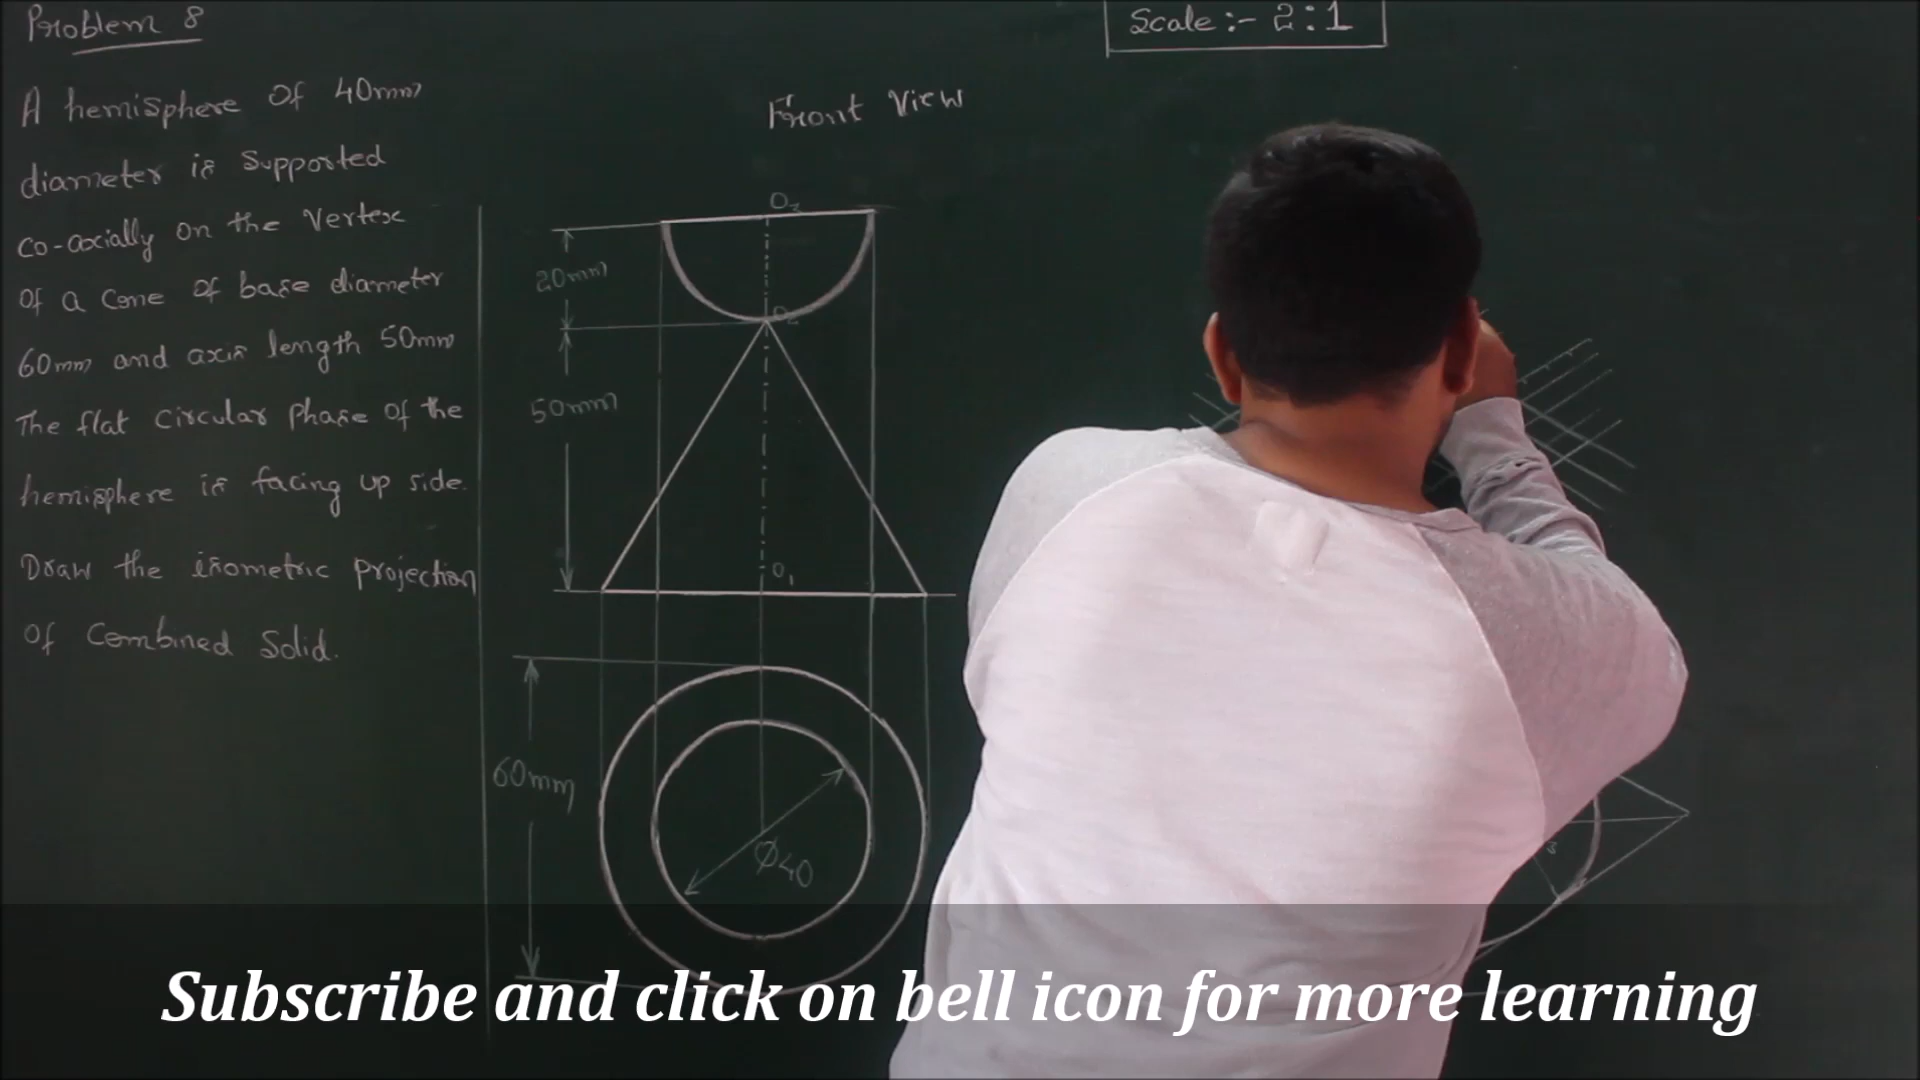 Problem 8
A hemisphere of 40mm
diameter is supported
co-axially on the Vertex
Of a Cone of base diameter
60mm and axis length 50mm
The flat Circular Phase Of the
hemisphere is facing up side.
Draw the isometric projection
Of Combined Solid.
Scale :- 2:1
Front View
O₂
20mm
O₂
50mm
O₁
60mm
Ø40
3
Subscribe and click on bell icon for more learning